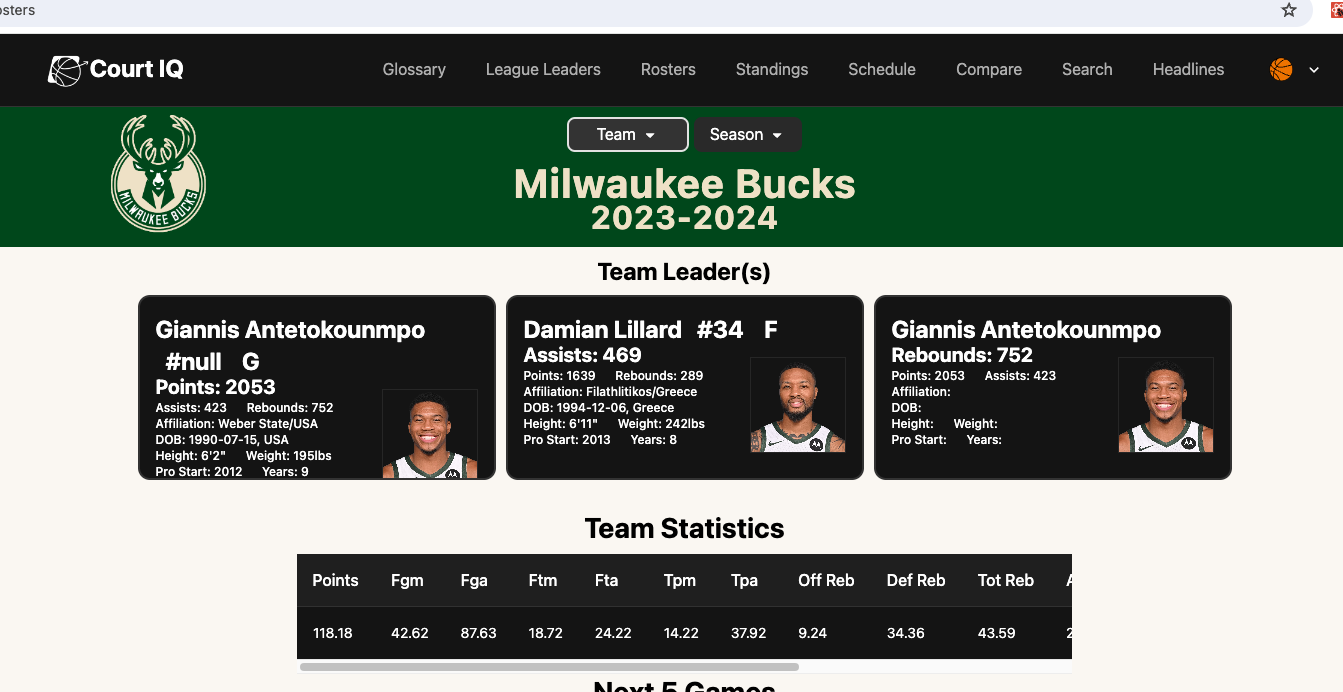 osters
Court IQ Glossary League Leaders Rosters Standings Schedule Compare Search Headlines
MILWAUKEE BUCKS
Team Season
Milwaukee Bucks
2023-2024
Team Leader(s)
Giannis Antetokounmpo
#null G
Points: 2053
Assists: 423 Rebounds: 752
Affiliation: Weber State/USA
DOB: 1990-07-15, USA
Height: 6'2" Weight: 195lbs
Pro Start: 2012 Years: 9
Damian Lillard #34 F
Assists: 469
Points: 1639 Rebounds: 289
Affiliation: Filathlitikos/Greece
DOB: 1994-12-06, Greece
Height: 6'11" Weight: 242lbs
Pro Start: 2013 Years: 8
Giannis Antetokounmpo
Rebounds: 752
Points: 2053 Assists: 423
Affiliation:
DOB:
Height: Weight:
Pro Start: Years:
Team Statistics
Points Fgm Fga Ftm Fta Tpm Tpa Off Reb Def Reb Tot Reb
118.18 42.62 87.63 18.72 24.22 14.22 37.92 9.24 34.36 43.59
Next 5 Games